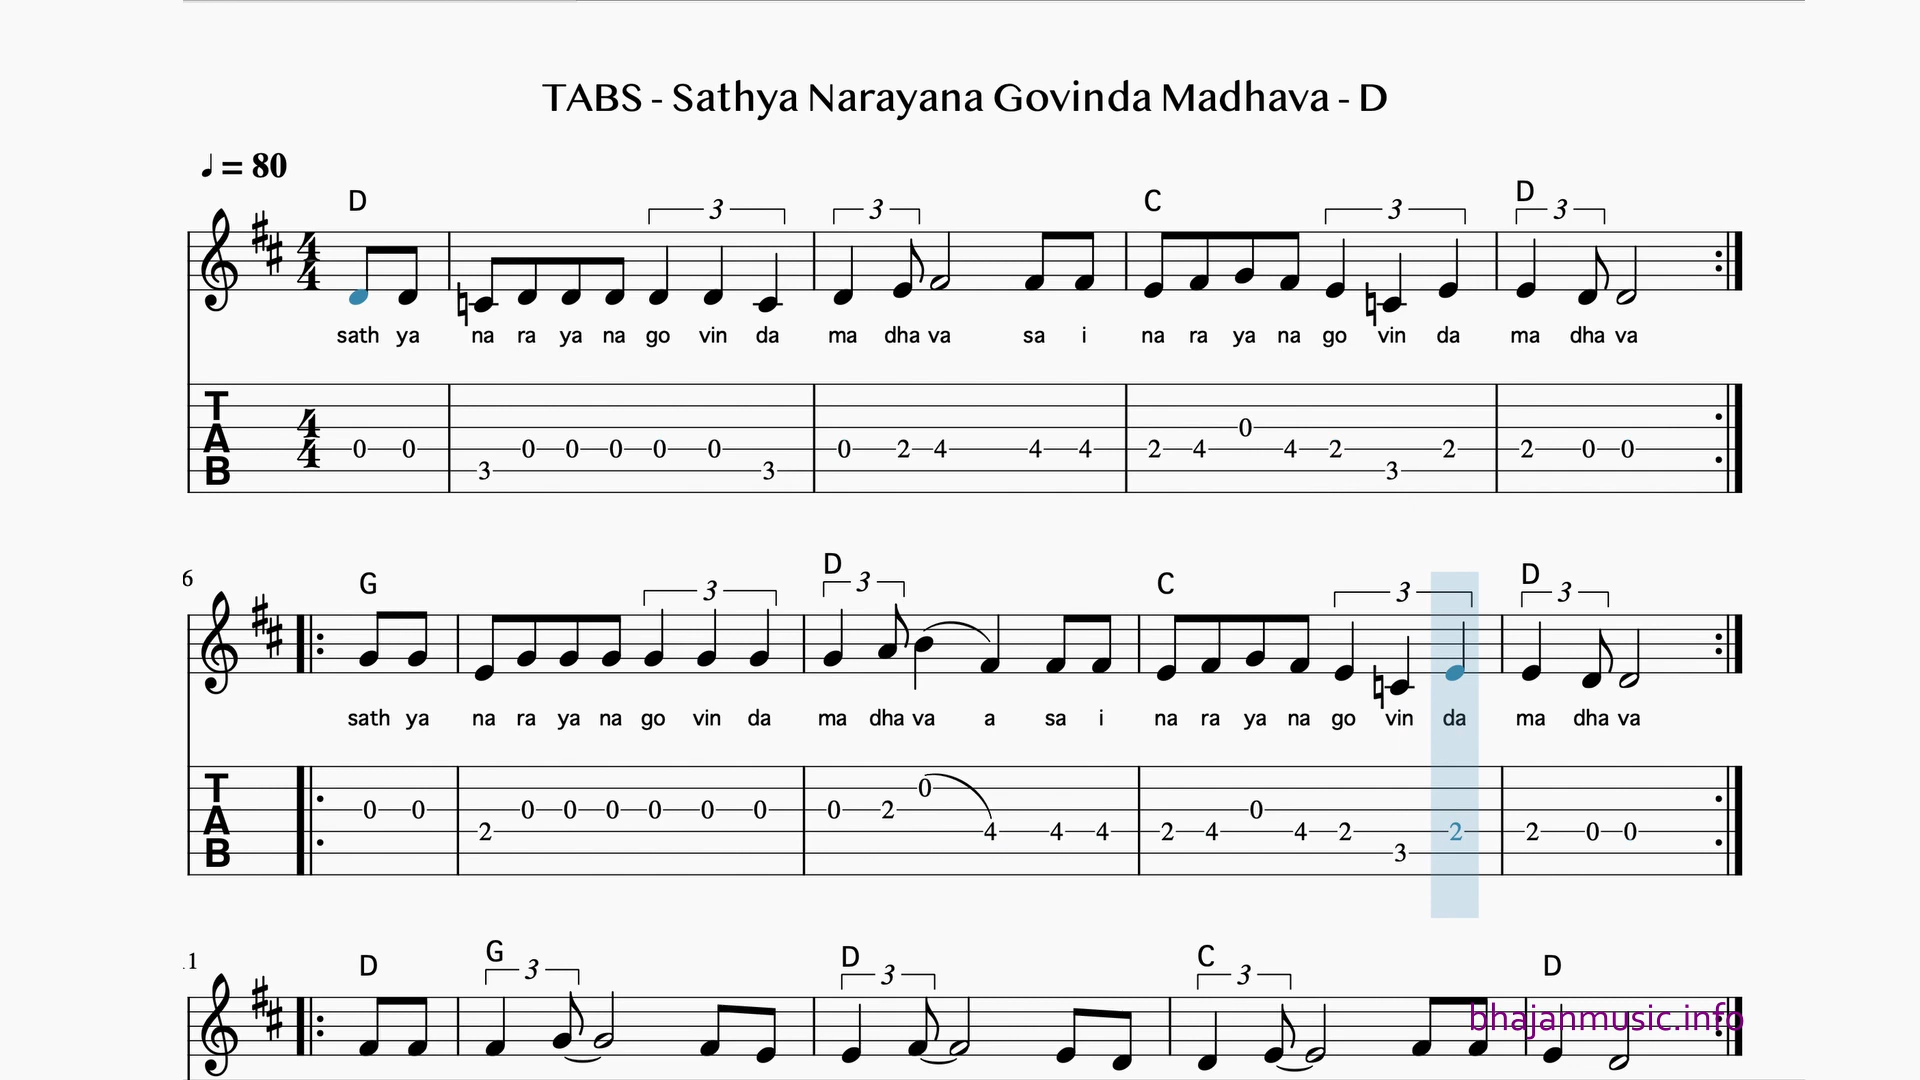 TABS - Sathya Narayana Govinda Madhava - D
♩ = 80
D C D
3 3 3 3
4 4
sath ya na ra ya na go vin da ma dha va sa i na ra ya na go vin da ma dha va
T A B 4 4
0 0 3 0 0 0 0 0 3 0 2 4 4 4 2 4 0 4 2 3 2 2 0 0
6 G D C D
3 3 3 3
sath ya na ra ya na go vin da ma dha va a sa i na ra ya na go vin da ma dha va
T A B
0 0 2 0 0 0 0 0 0 0 2 0 4 4 4 2 4 0 4 2 3 2 2 0 0
.1 D G D C D
3 3 3
bhajanmusic.info